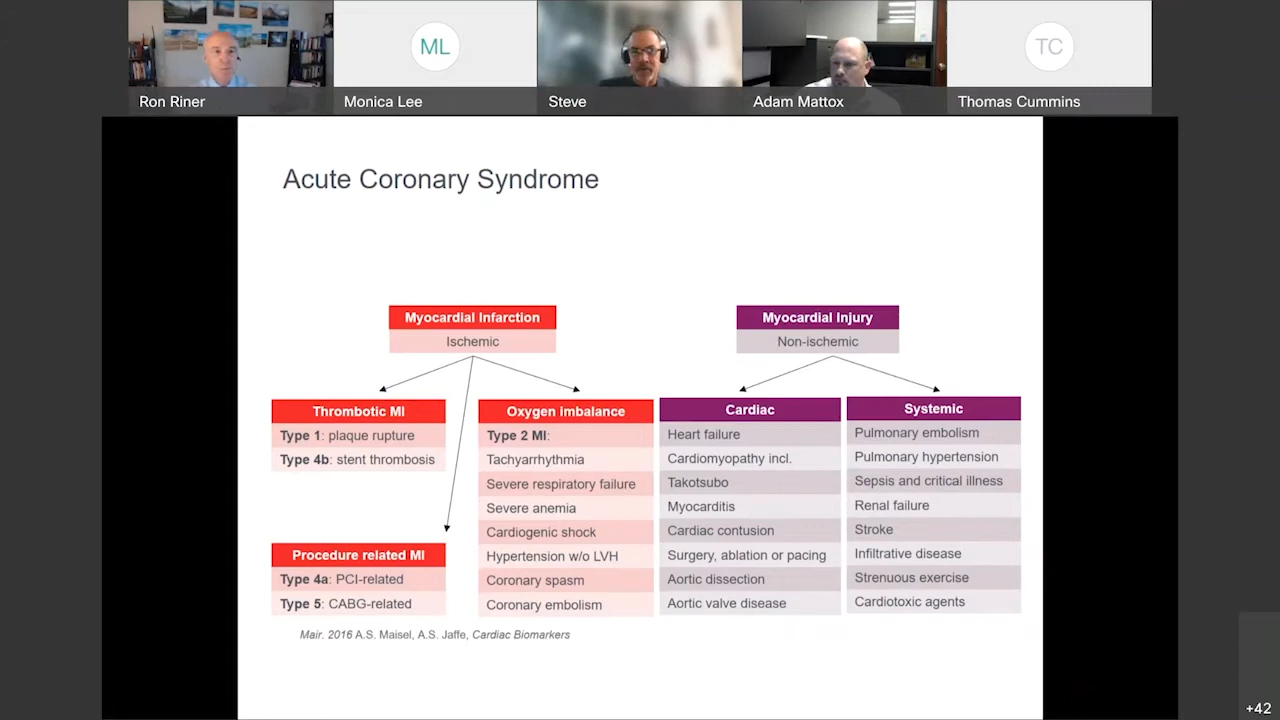 ML
TC
Ron Riner
Monica Lee
Steve
Adam Mattox
Thomas Cummins
Acute Coronary Syndrome
Myocardial Infarction
Ischemic
Myocardial Injury
Non-ischemic
Thrombotic MI
Type 1: plaque rupture
Type 4b: stent thrombosis
Procedure related MI
Type 4a: PCI-related
Type 5: CABG-related
Oxygen imbalance
Type 2 MI:
Tachyarrhythmia
Severe respiratory failure
Severe anemia
Cardiogenic shock
Hypertension w/o LVH
Coronary spasm
Coronary embolism
Cardiac
Heart failure
Cardiomyopathy incl.
Takotsubo
Myocarditis
Cardiac contusion
Surgery, ablation or pacing
Aortic dissection
Aortic valve disease
Systemic
Pulmonary embolism
Pulmonary hypertension
Sepsis and critical illness
Renal failure
Stroke
Infiltrative disease
Strenuous exercise
Cardiotoxic agents
Mair. 2016 A.S. Maisel, A.S. Jaffe, Cardiac Biomarkers
+42